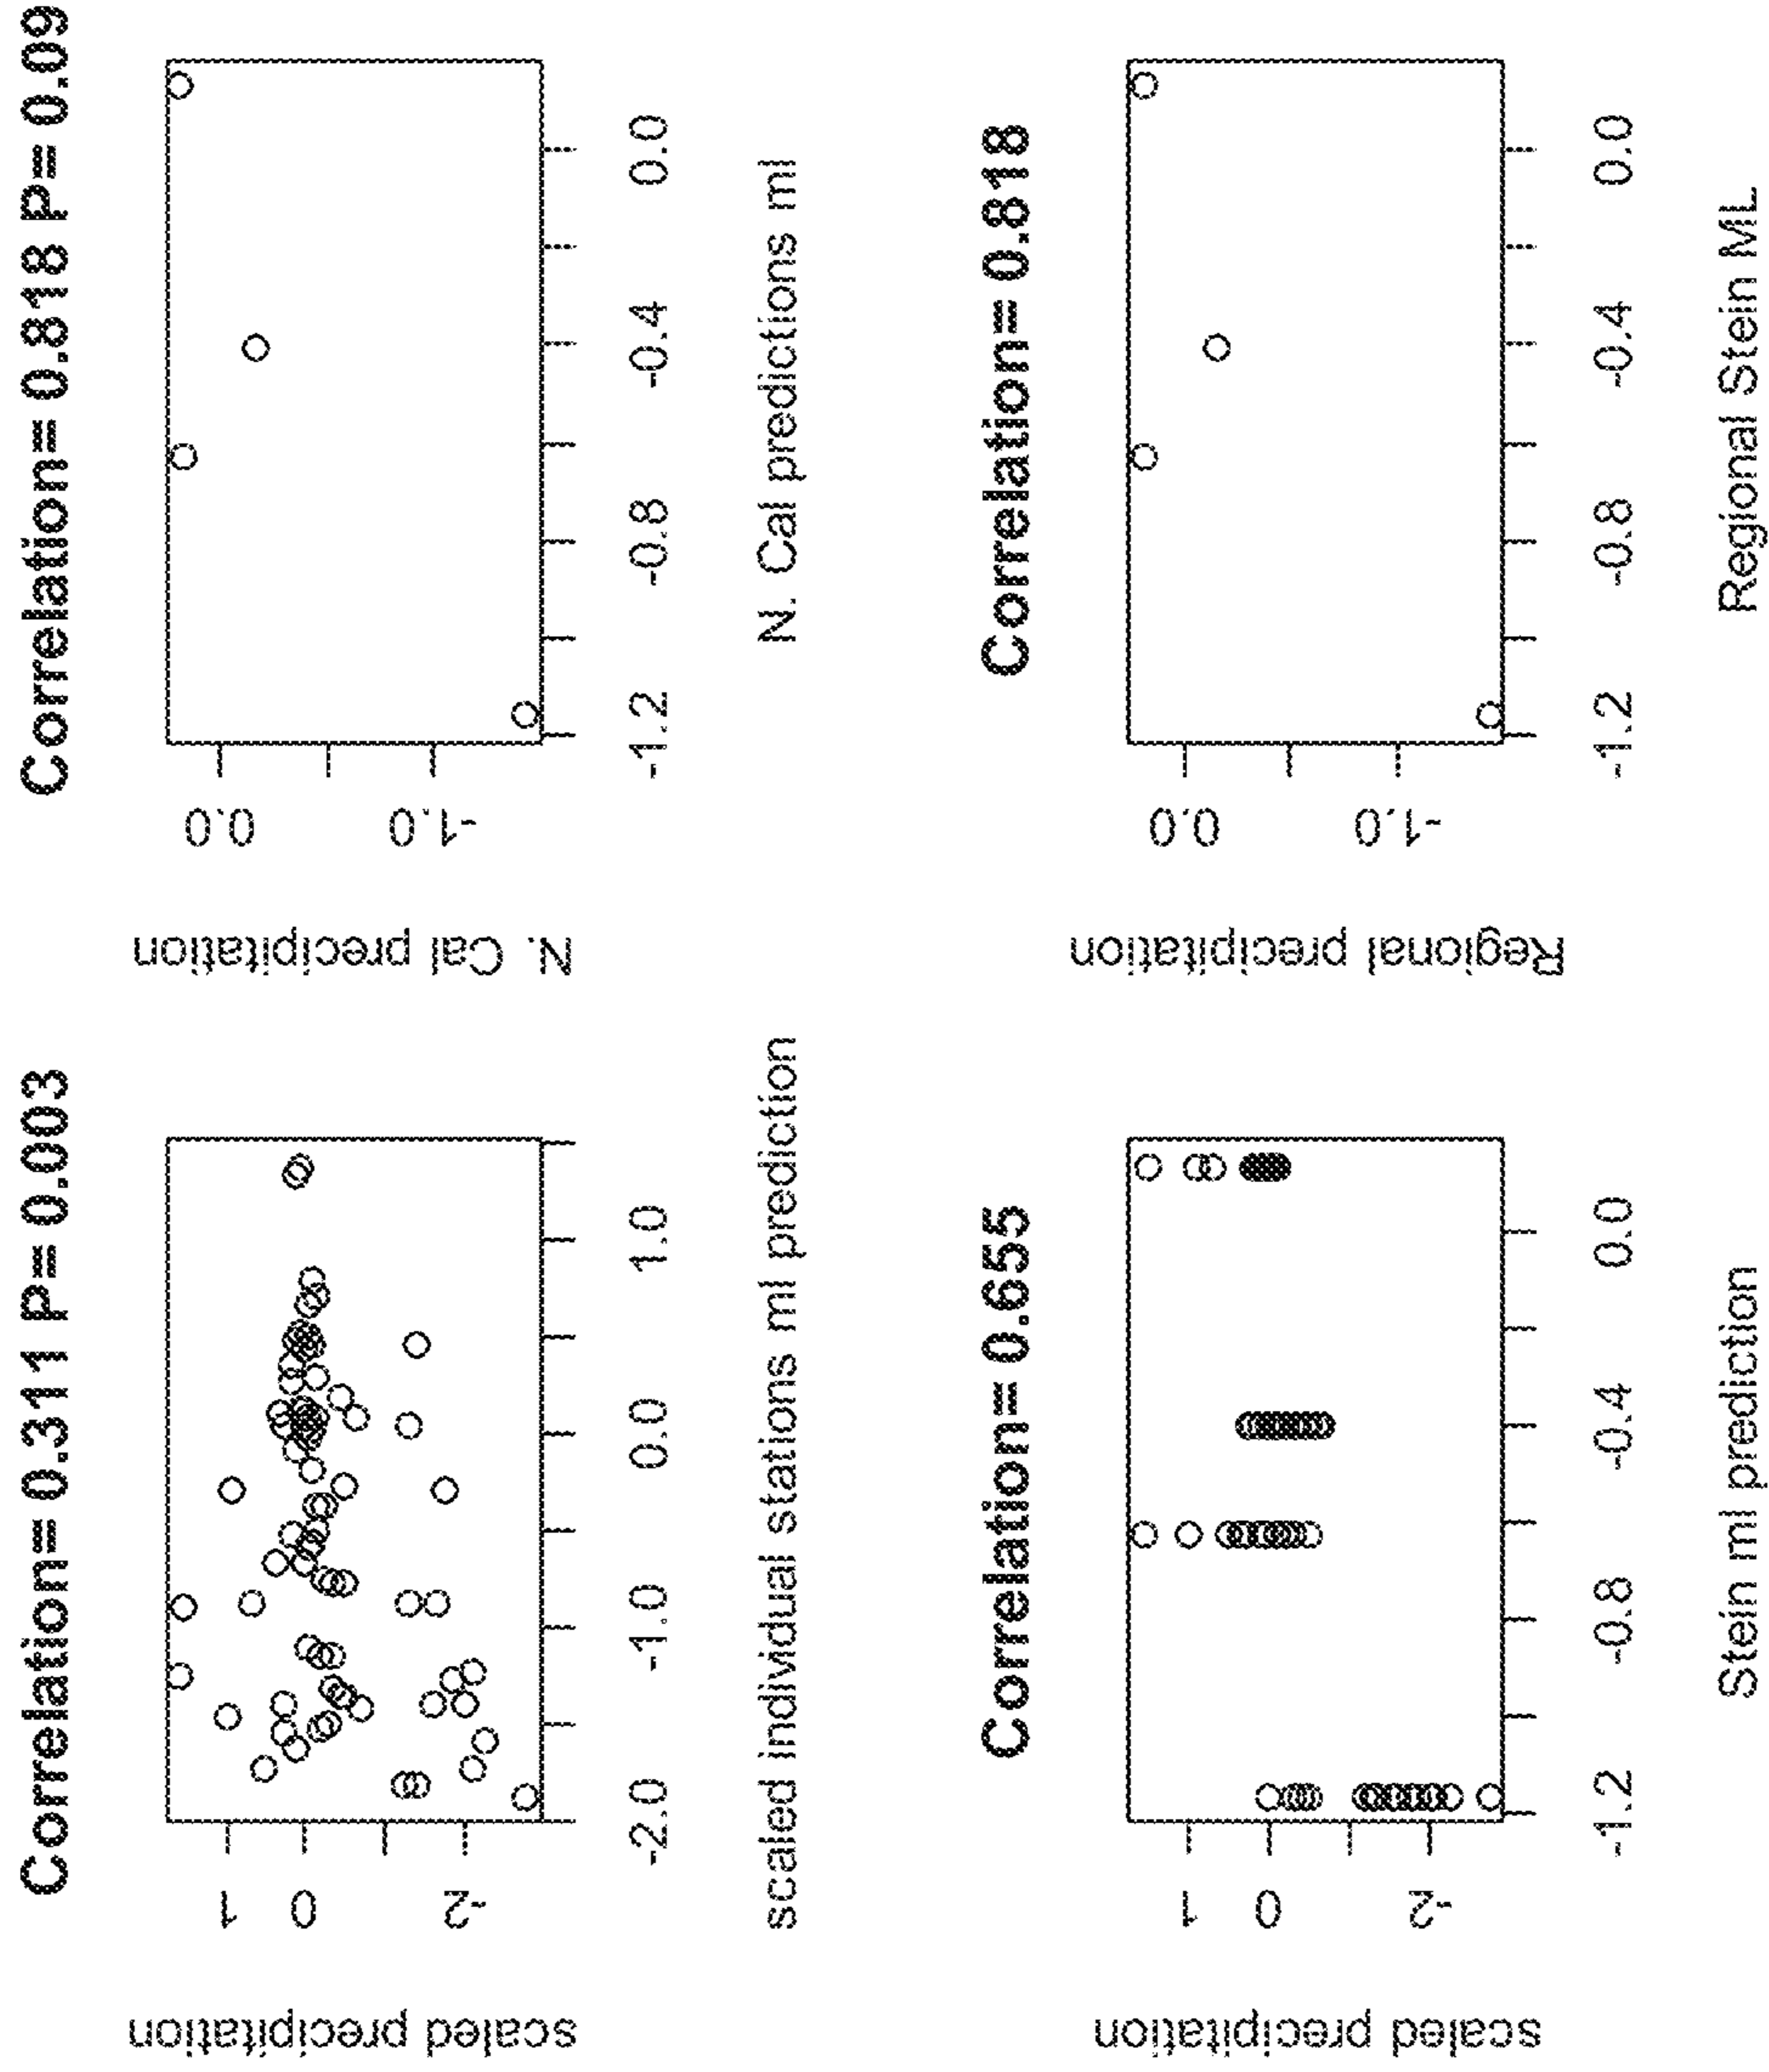 Correlation= 0.311 P= 0.003
scaled precipitation
1
0
-2
-2.0
-1.0
0.0
1.0
scaled individual stations ml prediction
Correlation= 0.818 P= 0.09
N. Cal precipitation
0.0
-1.0
-1.2
-0.8
-0.4
0.0
N. Cal predictions ml
Correlation= 0.655
scaled precipitation
1
0
-2
-1.2
-0.8
-0.4
0.0
Stein ml prediction
Correlation= 0.818
Regional precipitation
0.0
-1.0
-1.2
-0.8
-0.4
0.0
Regional Stein ML